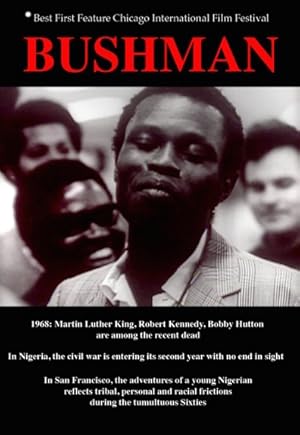 * Best First Feature Chicago International Film Festival
BUSHMAN
1968: Martin Luther King, Robert Kennedy, Bobby Hutton
are among the recent dead
In Nigeria, the civil war is entering its second year with no end in sight
In San Francisco, the adventures of a young Nigerian
reflects tribal, personal and racial frictions
during the tumultuous Sixties